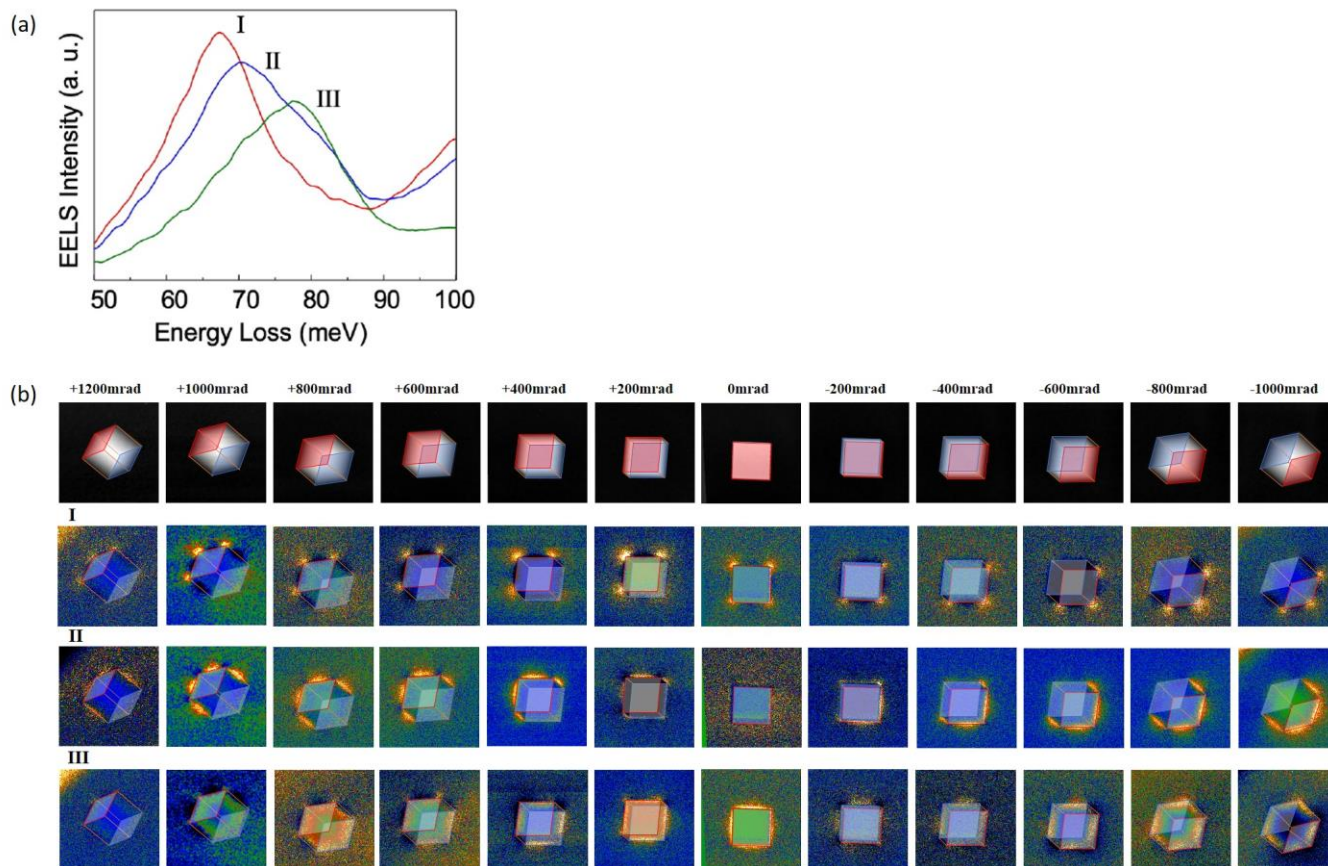 (a)
I
II
III
EELS Intensity (a. u.)
50 60 70 80 90 100
Energy Loss (meV)
(b)
+1200mrad +1000mrad +800mrad +600mrad +400mrad +200mrad 0mrad -200mrad -400mrad -600mrad -800mrad -1000mrad
I
II
III